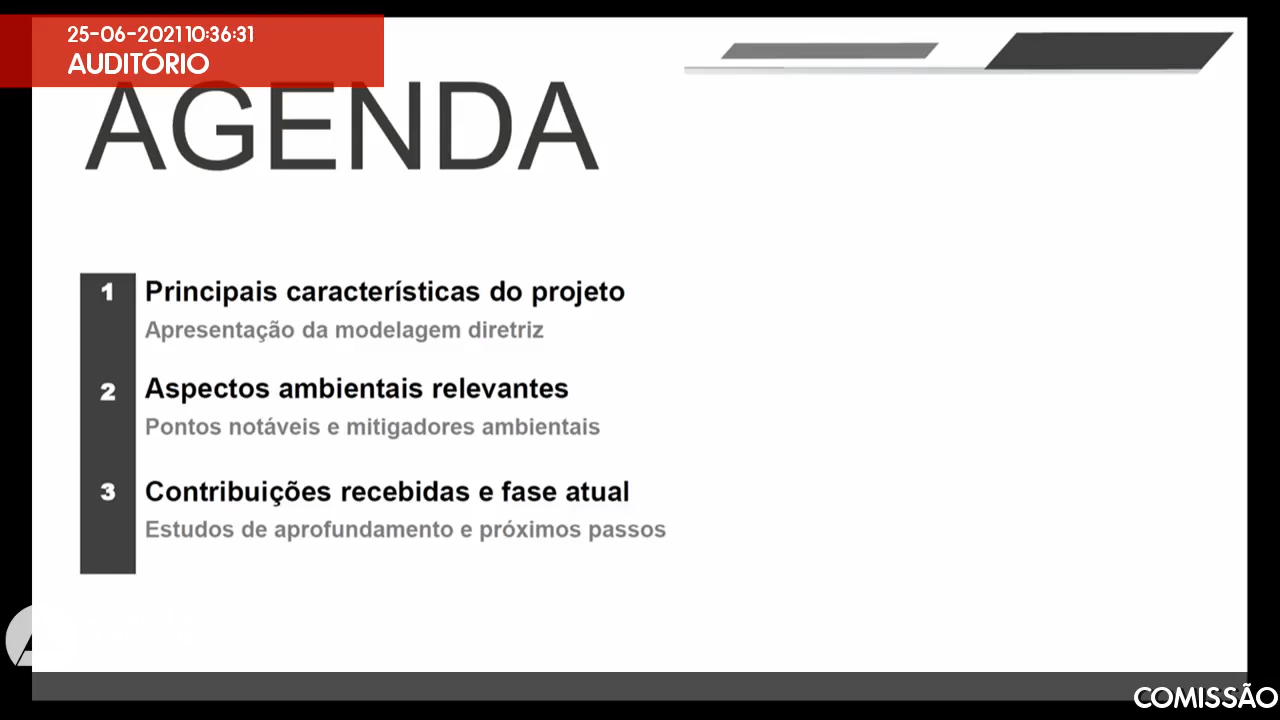 25-06-2021 10:36:31
AUDITÓRIO
AGENDA
1 Principais características do projeto
Apresentação da modelagem diretriz
2 Aspectos ambientais relevantes
Pontos notáveis e mitigadores ambientais
3 Contribuições recebidas e fase atual
Estudos de aprofundamento e próximos passos
COMISSÃO